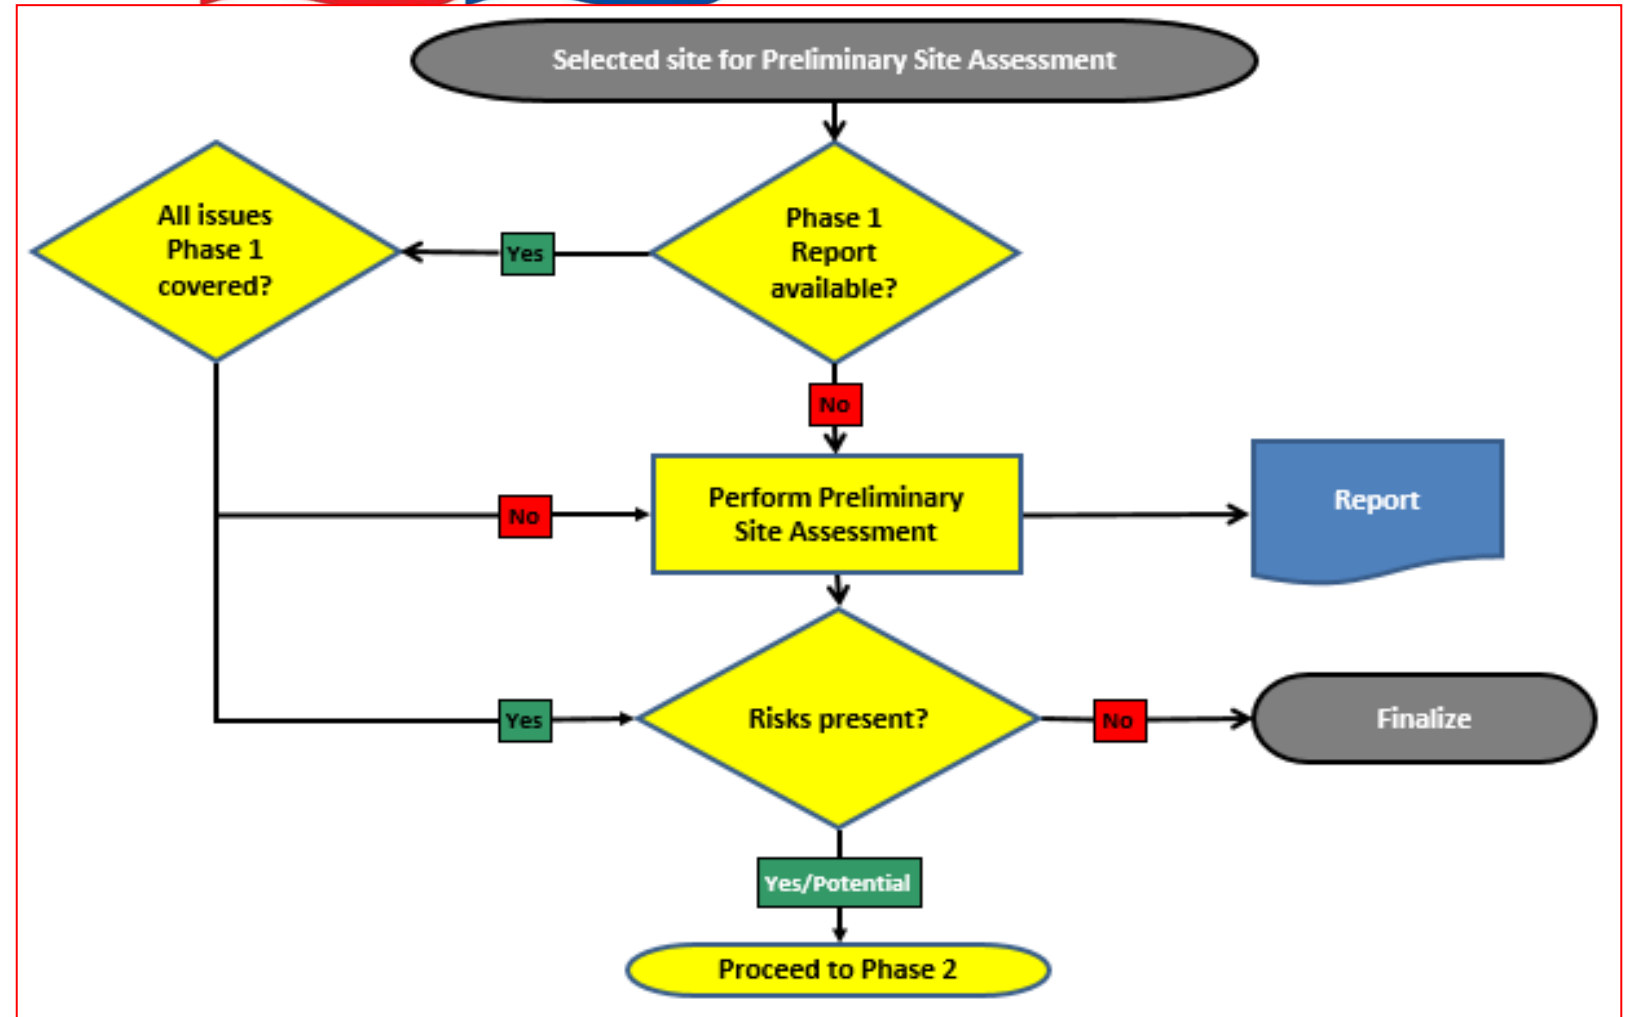 Selected site for Preliminary Site Assessment
All issues
Phase 1
covered?
Yes
Phase 1
Report
available?
No
No
Perform Preliminary
Site Assessment
Report
Yes
Risks present?
No
Finalize
Yes/Potential
Proceed to Phase 2